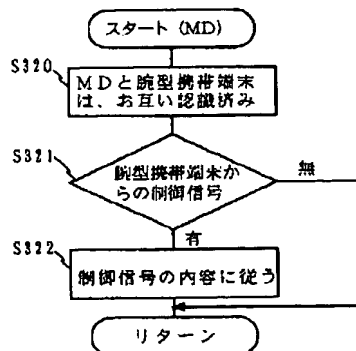 スタート(MD)
S320
MDと腕型携帯端末
は、お互い認識済み
S321
腕型携帯端末か
らの制御信号
無
有
S322
制御信号の内容に従う
リターン